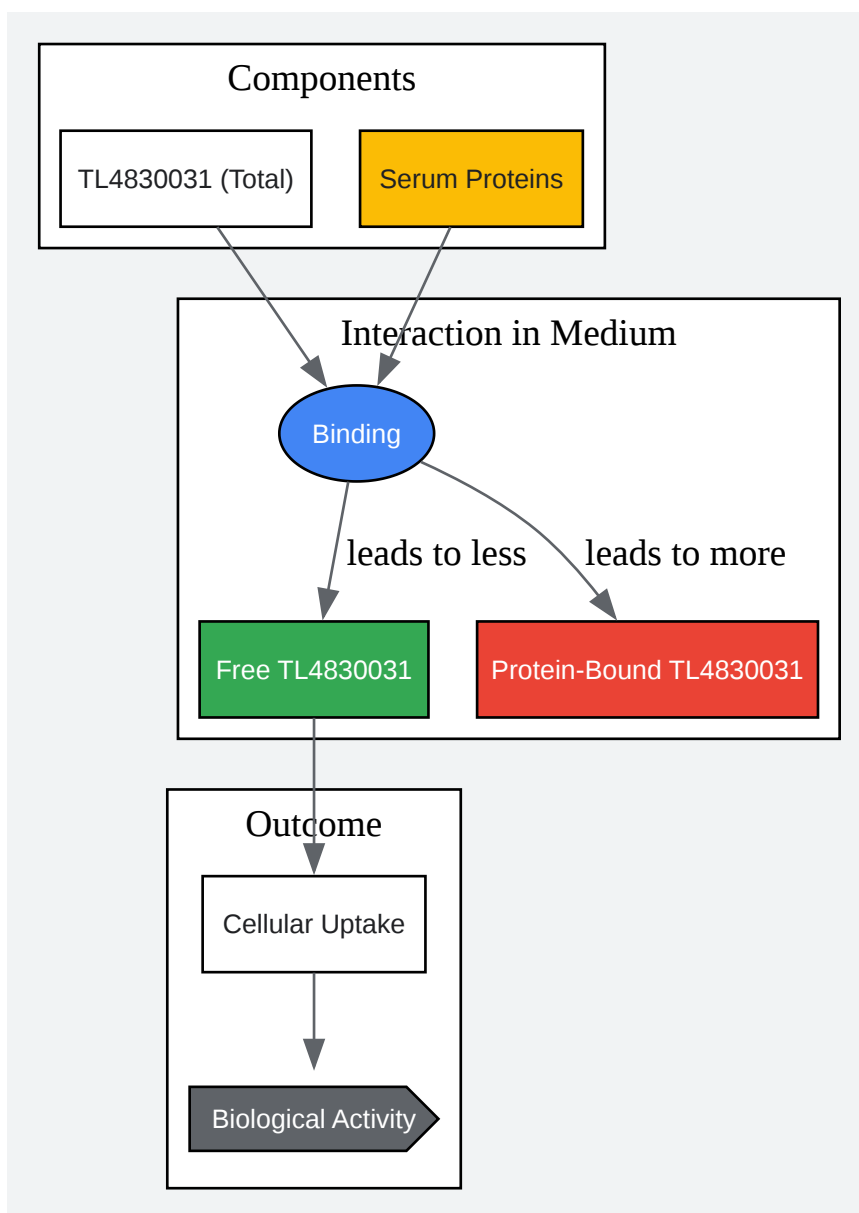 Components
TL4830031 (Total)
Serum Proteins
Interaction in Medium
Binding
leads to less
leads to more
Free TL4830031
Protein-Bound TL4830031
Outcome
Cellular Uptake
Biological Activity